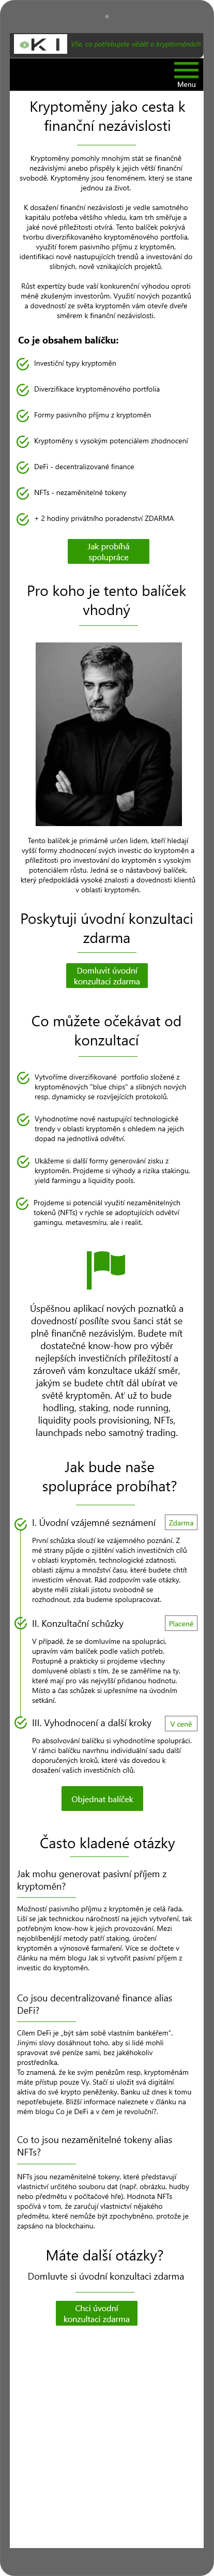 KI
Vše, co potřebujete vědět o kryptoměnách
Menu
Kryptoměny jako cesta k
finanční nezávislosti
Kryptoměny pomohly mnohým stát se finančně
nezávislými anebo přispěly k jejich větší finanční
svobodě. Kryptoměny jsou fenoménem, který se stane
jednou za život.
K dosažení finanční nezávislosti je vedle samotného
kapitálu potřeba většího vhledu, kam trh směřuje a
jaké nové příležitosti otvírá. Tento balíček pokrývá
tvorbu diverzifikovaného kryptoměnového portfolia,
využití forem pasivního příjmu z kryptoměn,
identifikaci nově nastupujících trendů a investování do
slibných, nově vznikajících projektů.
Růst expertízy bude vaší konkurenční výhodou oproti
méně zkušeným investorům. Využití nových poznatků
a dovedností ze světa kryptoměn vám otevře dveře
směrem k finanční nezávislosti.
Co je obsahem balíčku:
Investiční typy kryptoměn
Diverzifikace kryptoměnového portfolia
Formy pasivního příjmu z kryptoměn
Kryptoměny s vysokým potenciálem zhodnocení
DeFi - decentralizované finance
NFTs - nezaměnitelné tokeny
+ 2 hodiny privátního poradenství ZDARMA
Jak probíhá
spolupráce
Pro koho je tento balíček
vhodný
Tento balíček je primárně určen lidem, kteří hledají
vyšší formy zhodnocení svých investic do kryptoměn a
příležitosti pro investování do kryptoměn s vysokým
potenciálem růstu. Jedná se o nástavbový balíček,
který předpokládá vysoké znalosti a dovednosti klientů
v oblasti kryptoměn.
Poskytuji úvodní konzultaci
zdarma
Domluvit úvodní
konzultaci zdarma
Co můžete očekávat od
konzultací
Vytvoříme diverzifikované portfolio složené z
kryptoměnových "blue chips" a slibných nových
resp. dynamicky se rozvíjejících protokolů.
Vyhodnotíme nově nastupující technologické
trendy v oblasti kryptoměn s ohledem na jejich
dopad na jednotlivá odvětví.
Ukážeme si další formy generování zisku z
kryptoměn. Projdeme si výhody a rizika stakingu,
yield farmingu a liquidity pools.
Projdeme si potenciál využití nezaměnitelných
tokenů (NFTs) v rychle se adoptujících odvětví
gamingu, metavesmíru, ale i realit.
Úspěšnou aplikací nových poznatků a
dovedností posílíte svou šanci stát se
plně finančně nezávislým. Budete mít
dostatečné know-how pro výběr
nejlepších investičních příležitostí a
zároveň vám konzultace ukáží směr,
jakým se budete chtít dál ubírat ve
světě kryptoměn. Ať už to bude
hodling, staking, node running,
liquidity pools provisioning, NFTs,
launchpads nebo samotný trading.
Jak bude naše
spolupráce probíhat?
I. Úvodní vzájemné seznámení
Zdarma
První schůzka slouží ke vzájemnému poznání. Z
mé strany půjde o zjištění vašich investičních cílů
v oblasti kryptoměn, technologické zdatnosti,
oblasti zájmu a množství času, které budete chtít
investicím věnovat. Rád zodpovím vaše otázky,
abyste měli získali jistotu svobodně se
rozhodnout, zda budeme spolupracovat.
II. Konzultační schůzky
Placené
V případě, že se domluvíme na spolupráci,
upravím vám balíček podle vašich potřeb.
Postupně a prakticky si projdeme všechny
domluvené oblasti s tím, že se zaměříme na ty,
které mají pro vás nejvyšší přidanou hodnotu.
Místo a čas schůzek si upřesníme na úvodním
setkání.
III. Vyhodnocení a další kroky
V ceně
Po absolvování balíčku si vyhodnotíme spolupráci.
V rámci balíčku navrhnu individuální sadu další
doporučených kroků, které vás dovedou k
dosažení vašich investičních cílů.
Objednat balíček
Často kladené otázky
Jak mohu generovat pasivní příjem z
kryptoměn?
Možností pasivního příjmu z kryptoměn je celá řada.
Liší se jak technickou náročností na jejich vytvoření, tak
potřebným know-how k jejich provozování. Mezi
nejoblíbenější metody patří staking, úročení
kryptoměn a výnosové farmaření. Více se dočtete v
článku na mém blogu Jak si vytvořit pasivní příjem z
investic do kryptoměn.
Co jsou decentralizované finance alias
DeFi?
Cílem DeFi je „být sám sobě vlastním bankéřem".
Jinými slovy dosáhnout toho, aby si lidé mohli
spravovat své peníze sami, bez jakéhokoliv
prostředníka.
To znamená, že ke svým penězům resp. kryptoměnám
máte přístup pouze Vy. Stačí si uložit svá digitální
aktiva do své krypto peněženky. Banku už dnes k tomu
nepotřebujete. Bližší informace naleznete v článku na
mém blogu Co je DeFi a v čem je revoluční?.
Co to jsou nezaměnitelné tokeny alias
NFTs?
NFTs jsou nezaměnitelné tokeny, které představují
vlastnictví určitého souboru dat (např. obrázku, hudby
nebo předmětu v počítačové hře). Hodnota NFTs
spočívá v tom, že zaručují vlastnictví nějakého
předmětu, které nemůže být zpochybněno, protože je
zapsáno na blockchainu.
Máte další otázky?
Domluvte si úvodní konzultaci zdarma
Chci úvodní
konzultaci zdarma